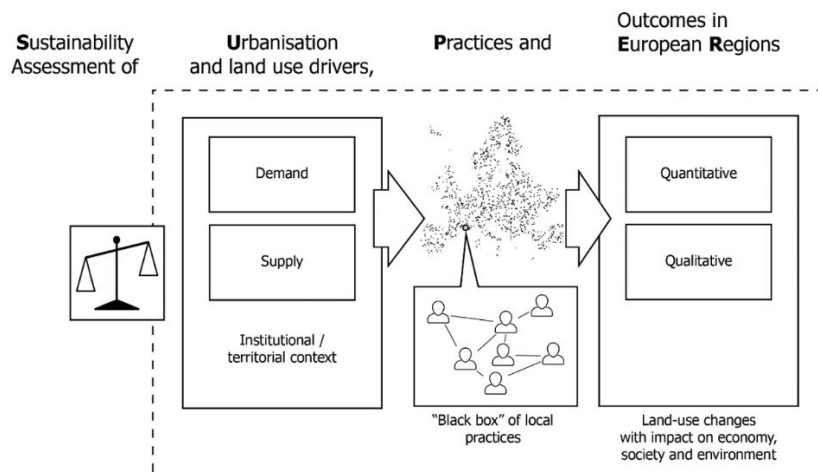 Sustainability
Assessment of
Urbanisation
and land use drivers,
Practices and
Outcomes in
European Regions
Demand
Supply
Institutional /
territorial context
"Black box" of local
practices
Quantitative
Qualitative
Land-use changes
with impact on economy,
society and environment